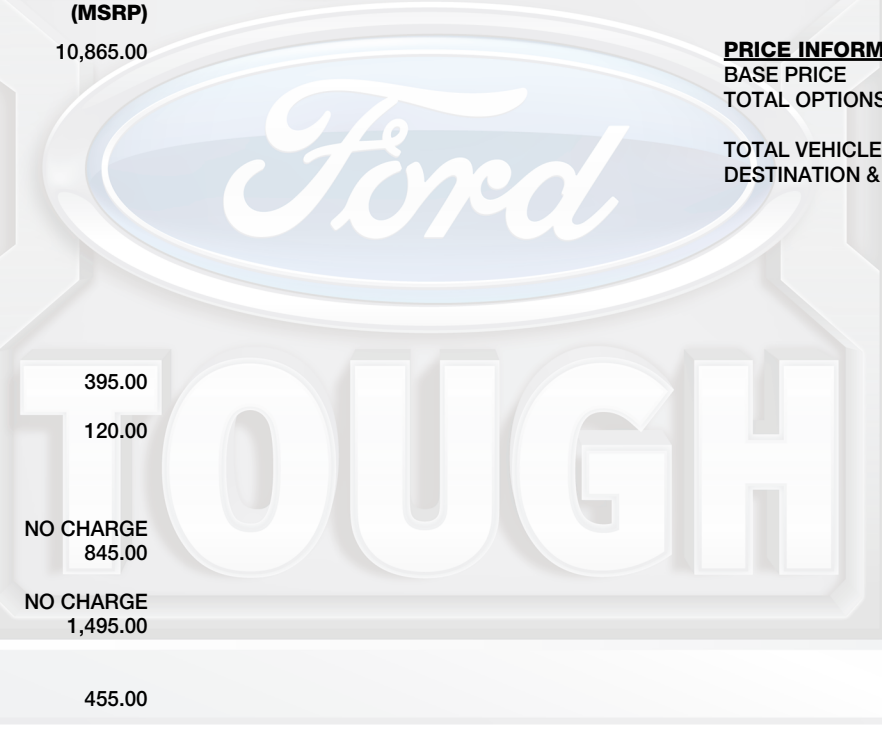 (MSRP)
10,865.00
395.00
120.00
NO CHARGE
845.00
NO CHARGE
1,495.00
455.00
PRICE INFORM
BASE PRICE
TOTAL OPTIONS
TOTAL VEHICLE
DESTINATION &
Ford
TOUGH